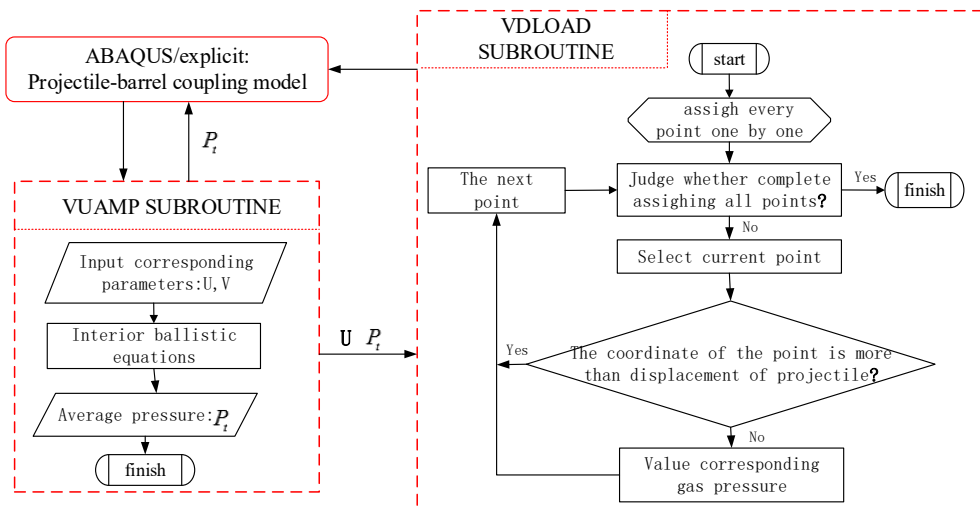 ABAQUS/explicit:
Projectile-barrel coupling model
P_t
VUAMP SUBROUTINE
Input corresponding
parameters:U,V
Interior ballistic
equations
Average pressure:P_t
finish
U P_t
VDLOAD
SUBROUTINE
start
assigh every
point one by one
The next
point
Judge whether complete
assighing all points?
Yes
finish
No
Select current point
The coordinate of the point is more
than displacement of projectile?
Yes
No
Value corresponding
gas pressure